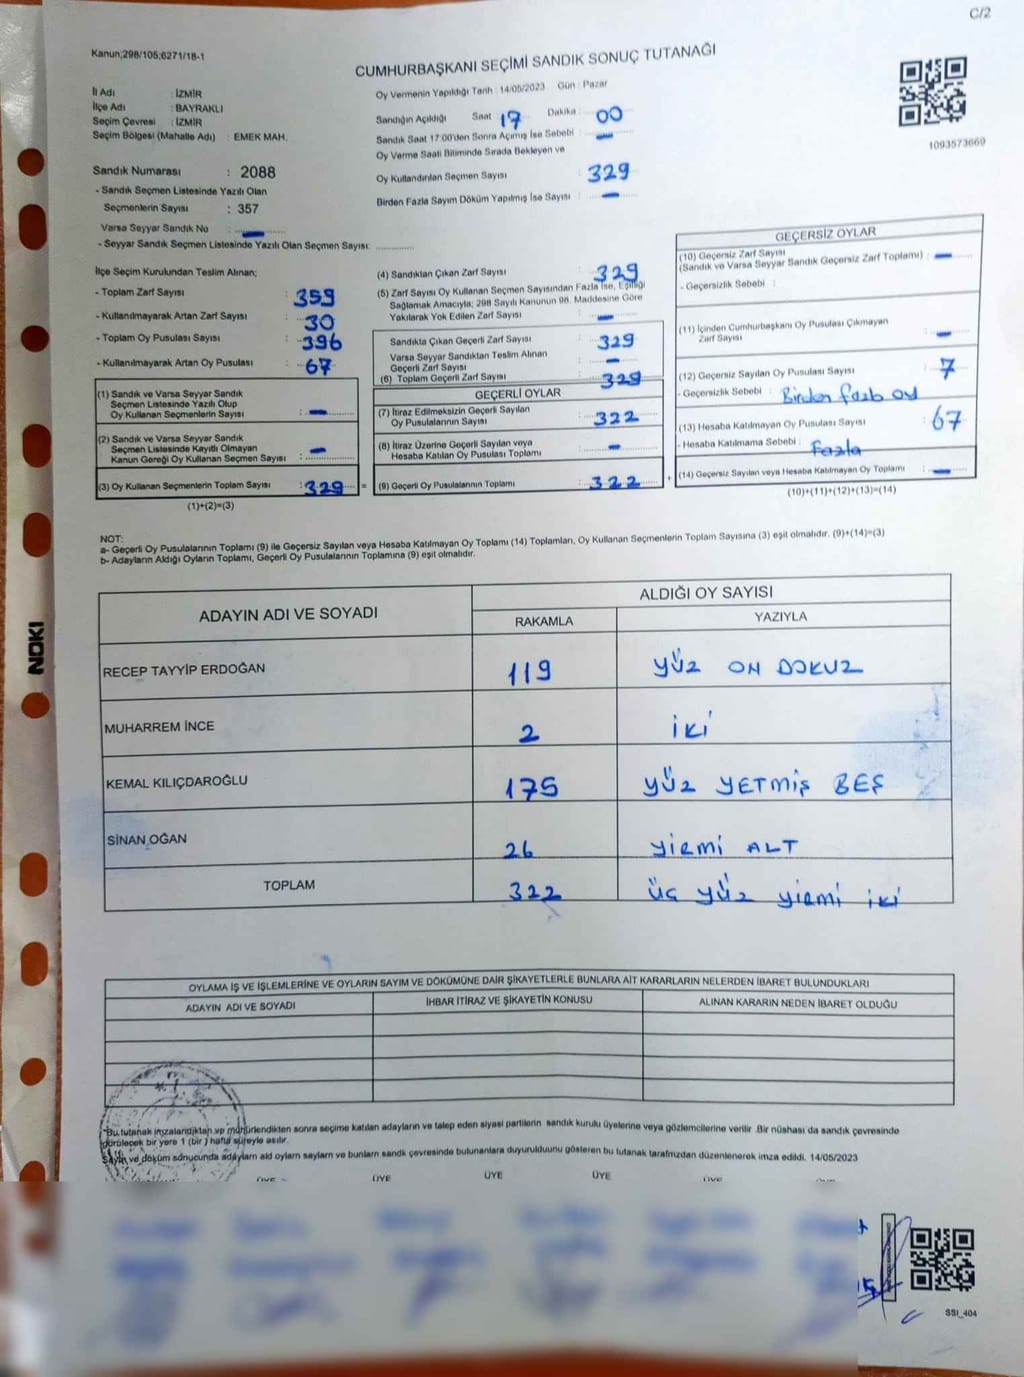 C/2
Kanun;298/105;6271/18-1
CUMHURBAŞKANI SEÇİMİ SANDIK SONUÇ TUTANAĞI
İl Adı : İZMİR
İlçe Adı : BAYRAKLI
Seçim Çevresi : İZMİR
Seçim Bölgesi (Mahalle Adı) : EMEK MAH.
Oy Vermenin Yapıldığı Tarih : 14/05/2023 Gün : Pazar
Sandığın Açıldığı Saat 17 Dakika : 00
Sandık Saat 17:00'den Sonra Açımış İse Sebebi : —
Oy Verme Saati Bitiminde Sırada Bekleyen ve
Oy Kullandırılan Seçmen Sayısı : 329
Birden Fazla Sayım Döküm Yapılmış İse Sayısı : —
1093573669
Sandık Numarası : 2088
- Sandık Seçmen Listesinde Yazılı Olan
Seçmenlerin Sayısı : 357
Varsa Seyyar Sandık No : —
- Seyyar Sandık Seçmen Listesinde Yazılı Olan Seçmen Sayısı: ............
İlçe Seçim Kurulundan Teslim Alınan;
- Toplam Zarf Sayısı : 359
- Kullanılmayarak Artan Zarf Sayısı : 30
- Toplam Oy Pusulası Sayısı : 396
- Kullanılmayarak Artan Oy Pusulası : 67
(1) Sandık ve Varsa Seyyar Sandık
Seçmen Listesinde Yazılı Olup
Oy Kullanan Seçmenlerin Sayısı : —
(2) Sandık ve Varsa Seyyar Sandık
Seçmen Listesinde Kayıtlı Olmayan
Kanun Gereği Oy Kullanan Seçmen Sayısı : —
(3) Oy Kullanan Seçmenlerin Toplam Sayısı : 329 =
(1)+(2)=(3)
(4) Sandıktan Çıkan Zarf Sayısı : 329
(5) Zarf Sayısı Oy Kullanan Seçmen Sayısından Fazla İse, Eşitliği
Sağlamak Amacıyla; 298 Sayılı Kanunun 98. Maddesine Göre
Yakılarak Yok Edilen Zarf Sayısı : —
Sandıkta Çıkan Geçerli Zarf Sayısı : 329
Varsa Seyyar Sandıktan Teslim Alınan
Geçerli Zarf Sayısı : —
(6) Toplam Geçerli Zarf Sayısı : 329
GEÇERLİ OYLAR
(7) İtiraz Edilmeksizin Geçerli Sayılan
Oy Pusulasının Sayısı : 322
(8) İtiraz Üzerine Geçerli Sayılan veya
Hesaba Katılan Oy Pusulası Toplamı : —
(9) Geçerli Oy Pusulalarının Toplamı : 322 +
GEÇERSİZ OYLAR
(10) Geçersiz Zarf Sayısı
(Sandık ve Varsa Seyyar Sandık Geçersiz Zarf Toplamı) : —
- Geçersizlik Sebebi :
(11) İçinden Cumhurbaşkanı Oy Pusulası Çıkmayan
Zarf Sayısı : —
(12) Geçersiz Sayılan Oy Pusulası Sayısı : 7
- Geçersizlik Sebebi : Birden fazla oy
(13) Hesaba Katılmayan Oy Pusulası Sayısı : 67
- Hesaba Katılmama Sebebi : Fazla
(14) Geçersiz Sayılan veya Hesaba Katılmayan Oy Toplamı : —
(10)+(11)+(12)+(13)=(14)
NOT:
a- Geçerli Oy Pusulalarının Toplamı (9) ile Geçersiz Sayılan veya Hesaba Katılmayan Oy Toplamı (14) Toplamları, Oy Kullanan Seçmenlerin Toplam Sayısına (3) eşit olmalıdır. (9)+(14)=(3)
b- Adayların Aldığı Oyların Toplamı, Geçerli Oy Pusulalarının Toplamına (9) eşit olmalıdır.
ADAYIN ADI VE SOYADI
ALDIĞI OY SAYISI
RAKAMLA YAZIYLA
RECEP TAYYİP ERDOĞAN 119 YÜZ ON DOKUZ
MUHARREM İNCE 2 İKİ
KEMAL KILIÇDAROĞLU 175 YÜZ YETMİŞ BEŞ
SİNAN OĞAN 26 YİRMİ ALT
TOPLAM 322 ÜÇ YÜZ YİRMİ İKİ
OYLAMA İŞ VE İŞLEMLERİNE VE OYLARIN SAYIM VE DÖKÜMÜNE DAİR ŞİKAYETLERLE BUNLARA AİT KARARLARIN NELERDEN İBARET BULUNDUKLARI
ADAYIN ADI VE SOYADI İHBAR İTİRAZ VE ŞİKAYETİN KONUSU ALINAN KARARIN NEDEN İBARET OLDUĞU
*Bu tutanak imzalandıktan ve mühürlendikten sonra seçime katılan adayların ve talep eden siyasi partilerin sandık kurulu üyelerine veya gözlemcilerine verilir .Bir nüshası da sandık çevresinde
görülecek bir yere 1 (bir ) hafta süreyle asılır.
Sayın ve döküm sonucunda adayların ald oyların sayların ve bunların sandk çevresinde bulunanlara duyurulduunu gösteren bu tutanak tarafmzdan düzenlenerek imza edildi. 14/05/2023
ÜYE ÜYE ÜYE ÜYE ÜYE ÜYE
SSI_404
NOKI